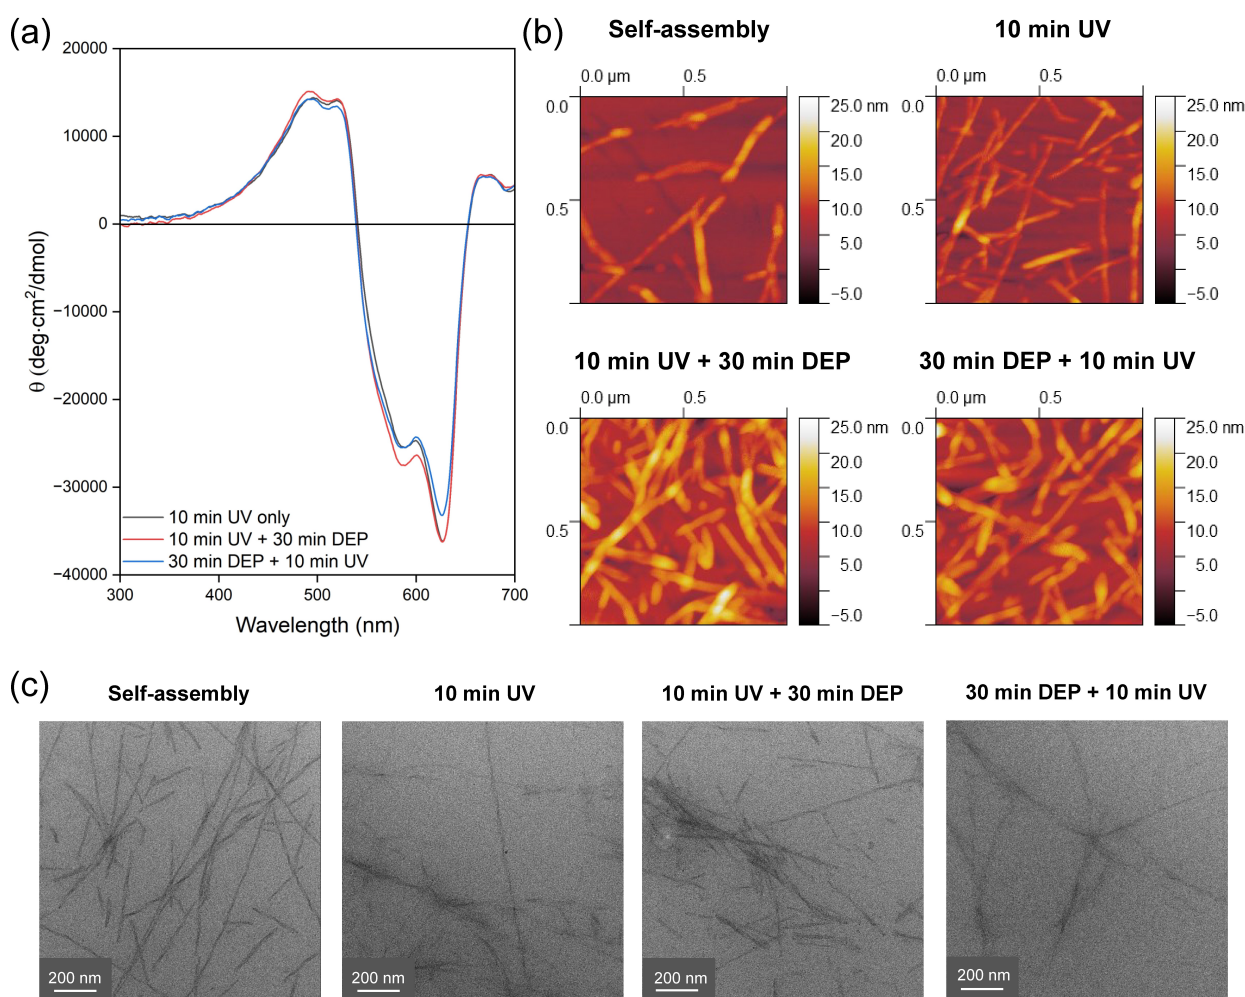 (a)
20000
10000
0
−10000
−20000
−30000
−40000
θ (deg·cm²/dmol)
10 min UV only
10 min UV + 30 min DEP
30 min DEP + 10 min UV
300 400 500 600 700
Wavelength (nm)
(b)
Self-assembly
0.0 µm 0.5
0.0
0.5
25.0 nm
20.0
15.0
10.0
5.0
−5.0
10 min UV
0.0 µm 0.5
0.0
0.5
25.0 nm
20.0
15.0
10.0
5.0
−5.0
10 min UV + 30 min DEP
0.0 µm 0.5
0.0
0.5
25.0 nm
20.0
15.0
10.0
5.0
−5.0
30 min DEP + 10 min UV
0.0 µm 0.5
0.0
0.5
25.0 nm
20.0
15.0
10.0
5.0
−5.0
(c)
Self-assembly
200 nm
10 min UV
200 nm
10 min UV + 30 min DEP
200 nm
30 min DEP + 10 min UV
200 nm